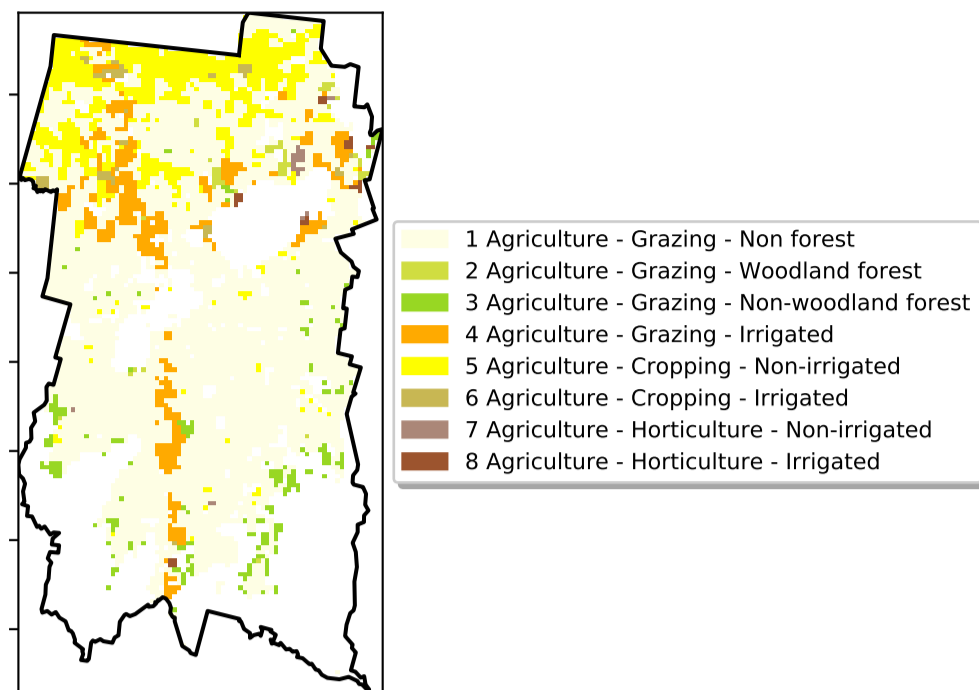 1 Agriculture - Grazing - Non forest
2 Agriculture - Grazing - Woodland forest
3 Agriculture - Grazing - Non-woodland forest
4 Agriculture - Grazing - Irrigated
5 Agriculture - Cropping - Non-irrigated
6 Agriculture - Cropping - Irrigated
7 Agriculture - Horticulture - Non-irrigated
8 Agriculture - Horticulture - Irrigated